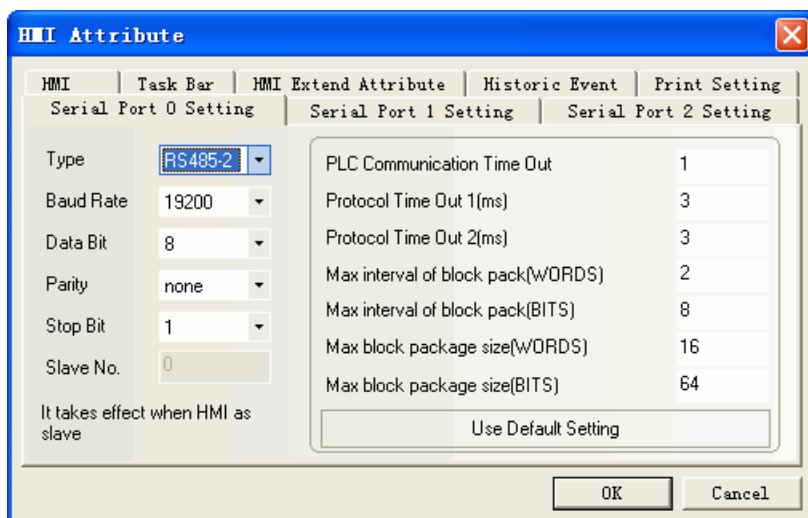 HMI Attribute
HMI
Task Bar
HMI Extend Attribute
Historic Event
Print Setting
Serial Port 0 Setting
Serial Port 1 Setting
Serial Port 2 Setting
Type
RS485-2
Baud Rate
19200
Data Bit
8
Parity
none
Stop Bit
1
Slave No.
0
It takes effect when HMI as
slave
PLC Communication Time Out
1
Protocol Time Out 1(ms)
3
Protocol Time Out 2(ms)
3
Max interval of block pack(WORDS)
2
Max interval of block pack(BITS)
8
Max block package size(WORDS)
16
Max block package size(BITS)
64
Use Default Setting
OK
Cancel